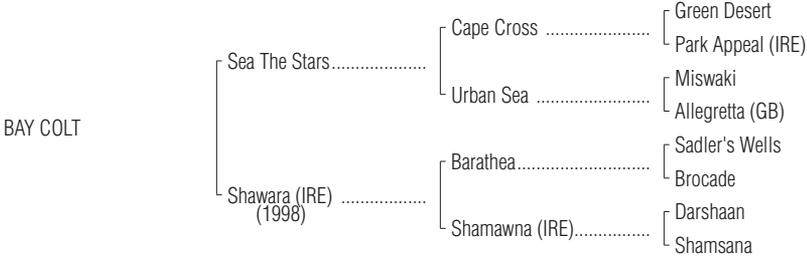 Green Desert
Cape Cross ......................
Park Appeal (IRE)
Sea The Stars....................
Miswaki
Urban Sea ........................
Allegretta (GB)
BAY COLT
Sadler's Wells
Barathea............................
Brocade
Shawara (IRE) ..................
(1998)
Darshaan
Shamawna (IRE)................
Shamsana